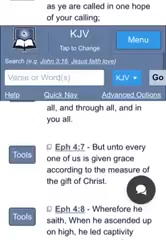 as ye are called in one hope
of your calling;
KJV
Tap to Change
Menu
Search (e.g. John 3:16, Jesus faith love)
Verse or Word(s)
KJV
Go
Help
Quick Nav
Advanced Options
all, and through all, and in
you all.
Tools
Eph 4:7 - But unto every
one of us is given grace
according to the measure of
the gift of Christ.
Tools
Eph 4:8 - Wherefore he
saith, When he ascended up
on high, he led captivity